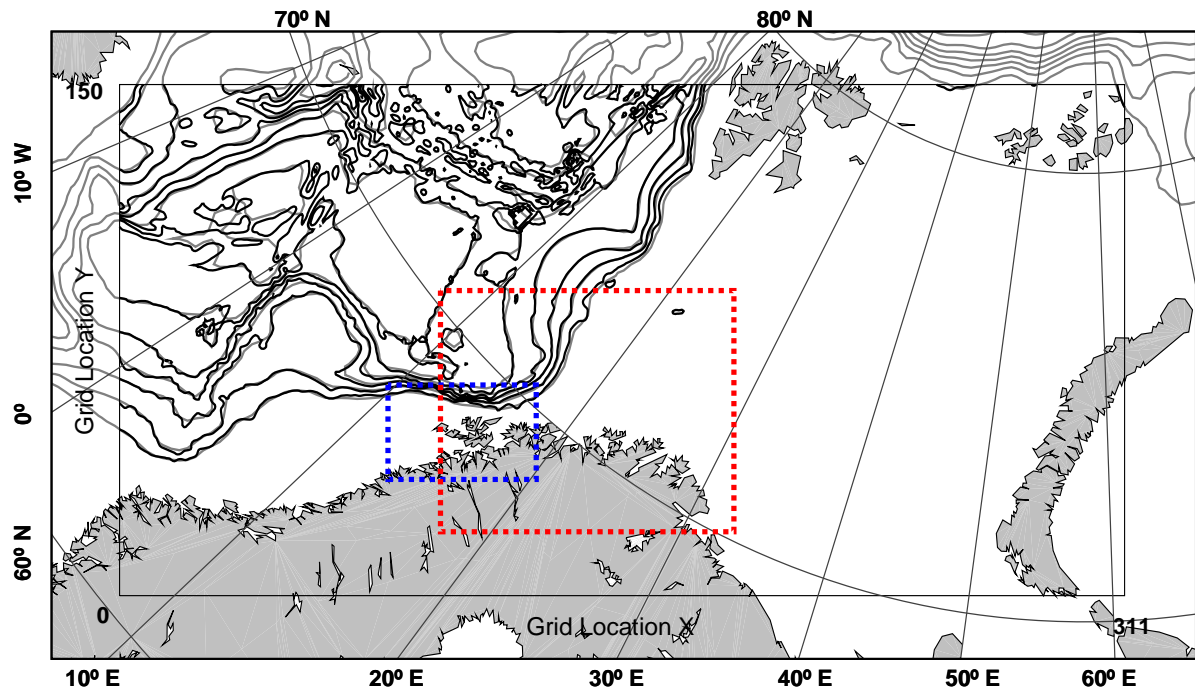 70º N
80º N
150
10º W
Grid Location Y
0º
60º N
0
Grid Location X
311
10º E
20º E
30º E
40º E
50º E
60º E